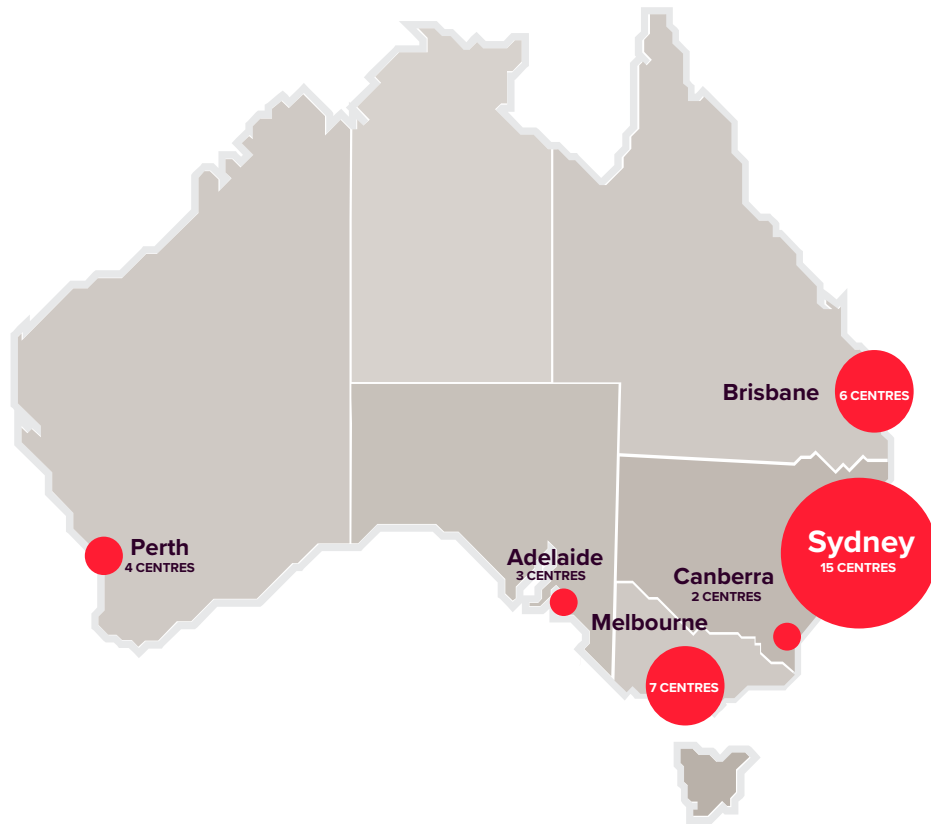 Brisbane
6 CENTRES
Sydney
15 CENTRES
Perth
4 CENTRES
Adelaide
3 CENTRES
Canberra
2 CENTRES
Melbourne
7 CENTRES